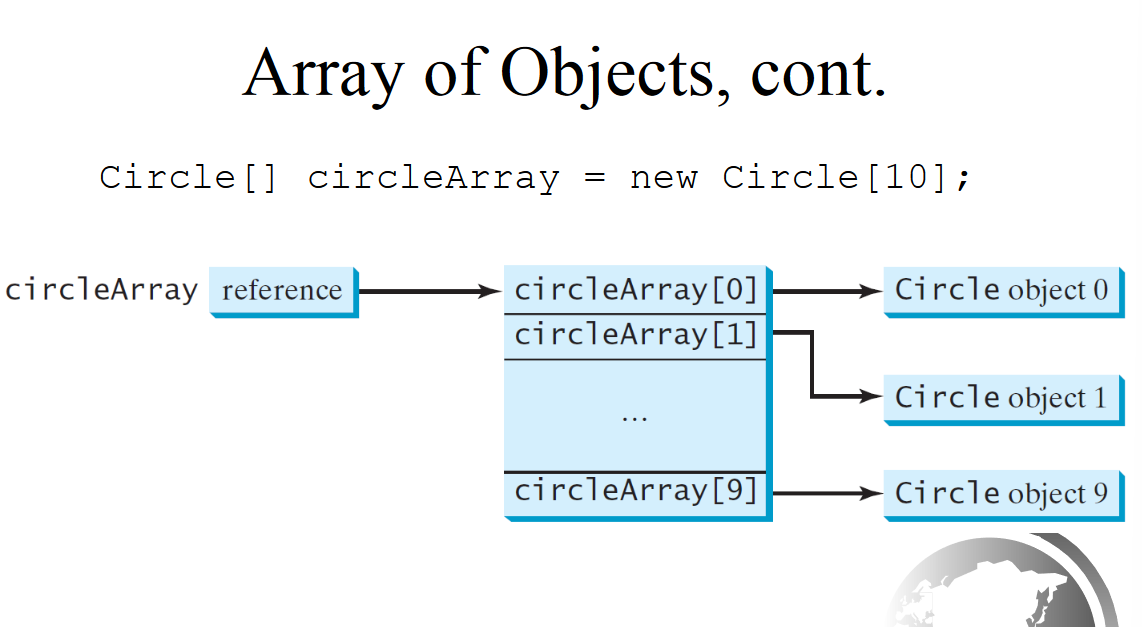 Array of Objects, cont.
Circle[] circleArray = new Circle[10];
circleArray reference circleArray[0] Circle object 0
circleArray[1]
Circle object 1
...
circleArray[9] Circle object 9